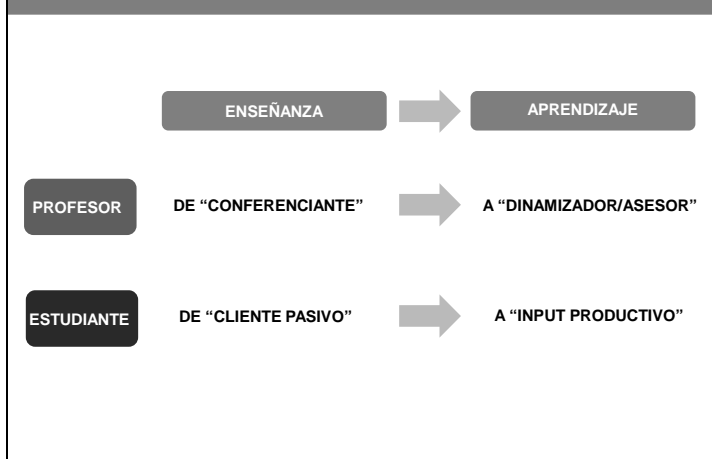 ENSEÑANZA
APRENDIZAJE
PROFESOR
DE “CONFERENCIANTE”
A “DINAMIZADOR/ASESOR”
ESTUDIANTE
DE “CLIENTE PASIVO”
A “INPUT PRODUCTIVO”